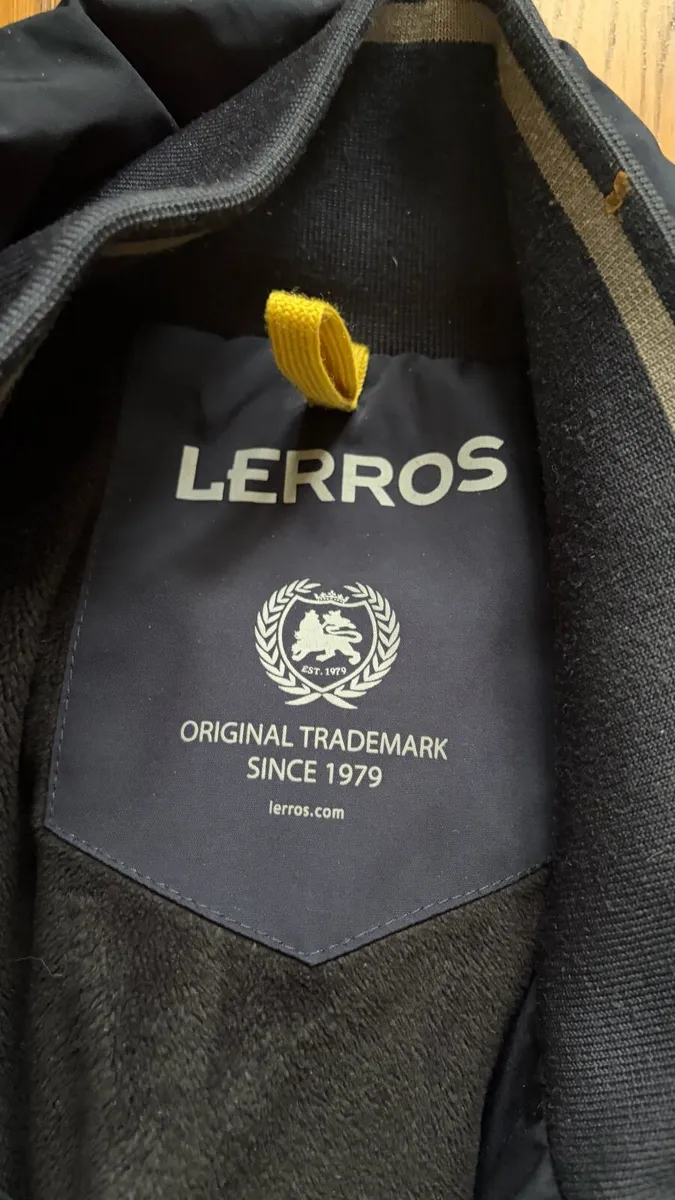 LERROS
EST. 1979
ORIGINAL TRADEMARK
SINCE 1979
lerros.com